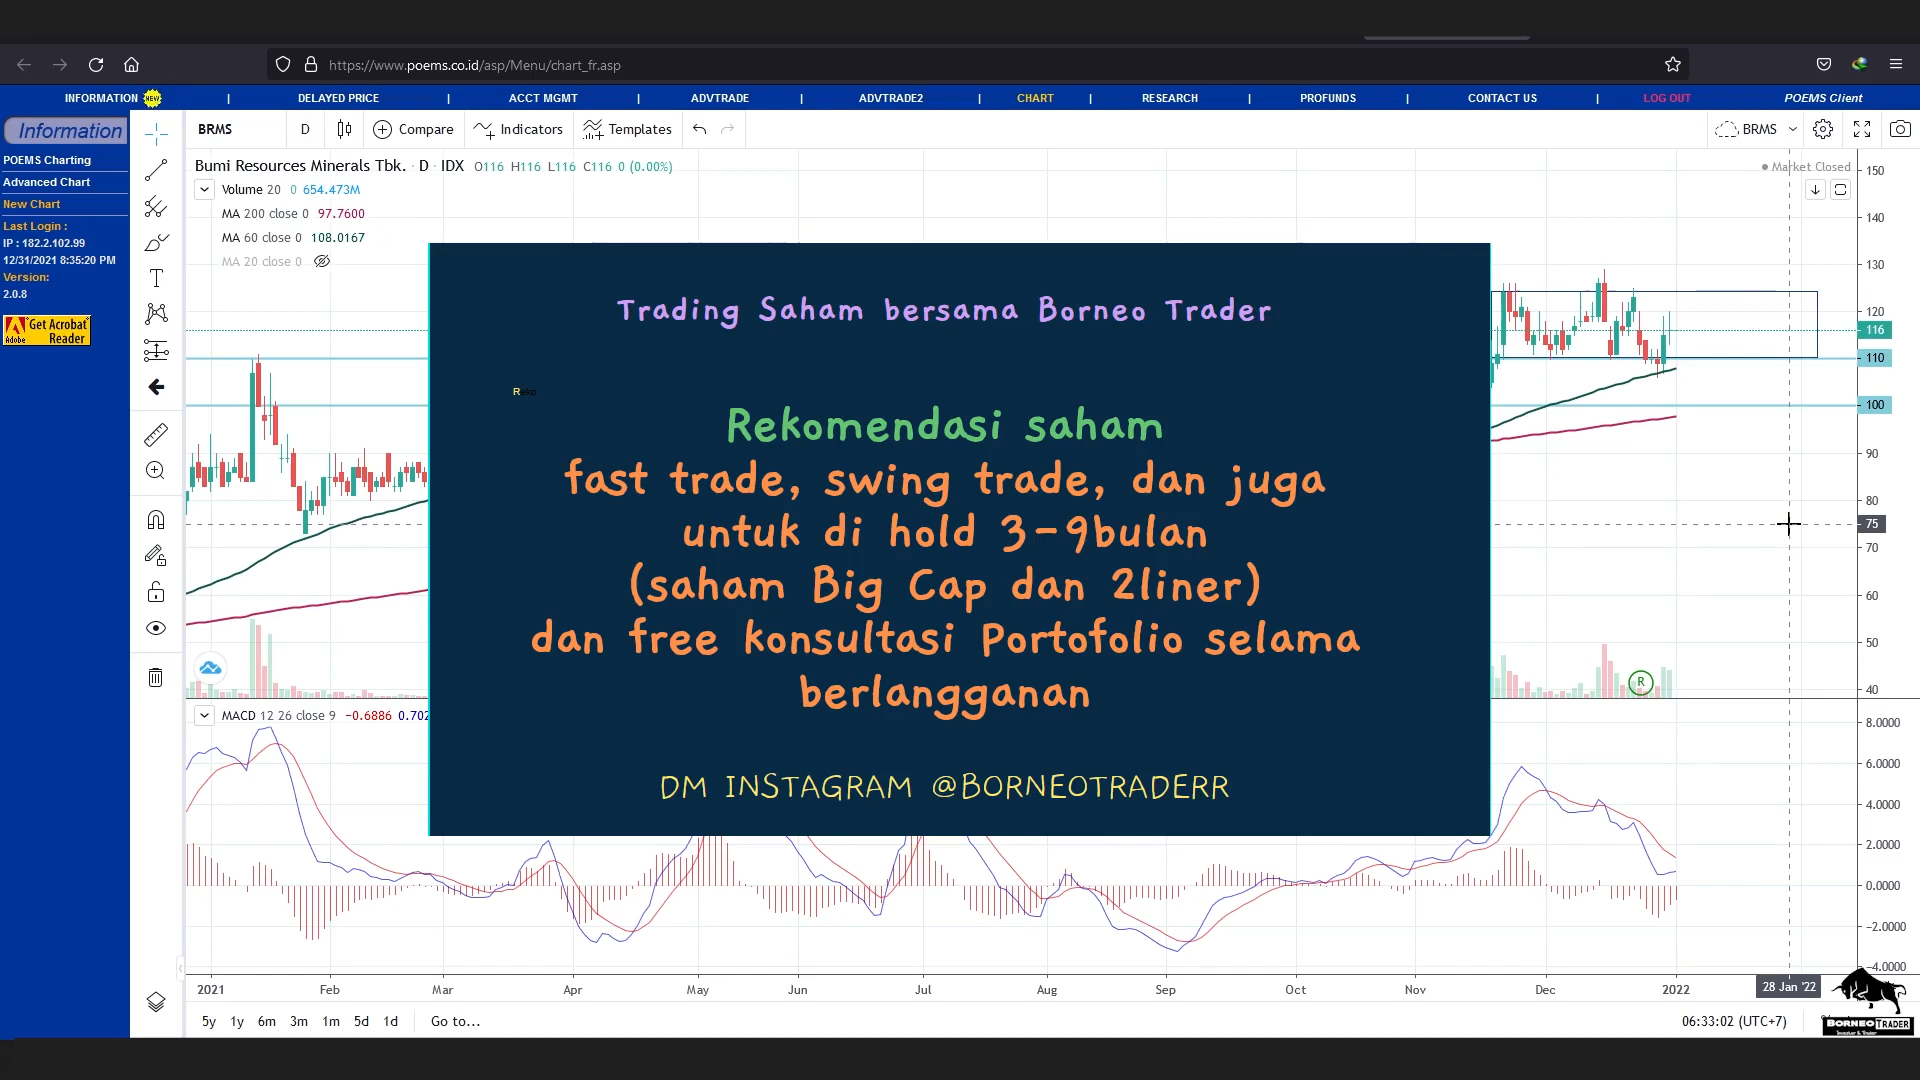 https://www.poems.co.id/asp/Menu/chart_fr.asp
INFORMATION NEW | DELAYED PRICE | ACCT MGMT | ADVTRADE | ADVTRADE2 | CHART | RESEARCH | PROFUNDS | CONTACT US | LOG OUT POEMS Client
Information
POEMS Charting
Advanced Chart
New Chart
Last Login :
IP : 182.2.102.99
12/31/2021 8:35:20 PM
Version:
2.0.8
Get Acrobat
Adobe Reader
BRMS D Compare Indicators Templates BRMS
Bumi Resources Minerals Tbk. · D · IDX O116 H116 L116 C116 0 (0.00%)
Market Closed
Volume 20 0 654.473M
MA 200 close 0 97.7600
MA 60 close 0 108.0167
MA 20 close 0
Trading Saham bersama Borneo Trader
Reko
Rekomendasi saham
fast trade, swing trade, dan juga
untuk di hold 3-9bulan
(saham Big Cap dan 2liner)
dan free konsultasi Portofolio selama
berlangganan
DM INSTAGRAM @BORNEOTRADERR
150
140
130
120
116
110
100
90
80
75
70
60
50
40
R
MACD 12 26 close 9 −0.6886 0.702
8.0000
6.0000
4.0000
2.0000
0.0000
−2.0000
−4.0000
2021 Feb Mar Apr May Jun Jul Aug Sep Oct Nov Dec 2022 28 Jan '22
5y 1y 6m 3m 1m 5d 1d Go to... 06:33:02 (UTC+7)
BORNEO TRADER
Investor & Trader